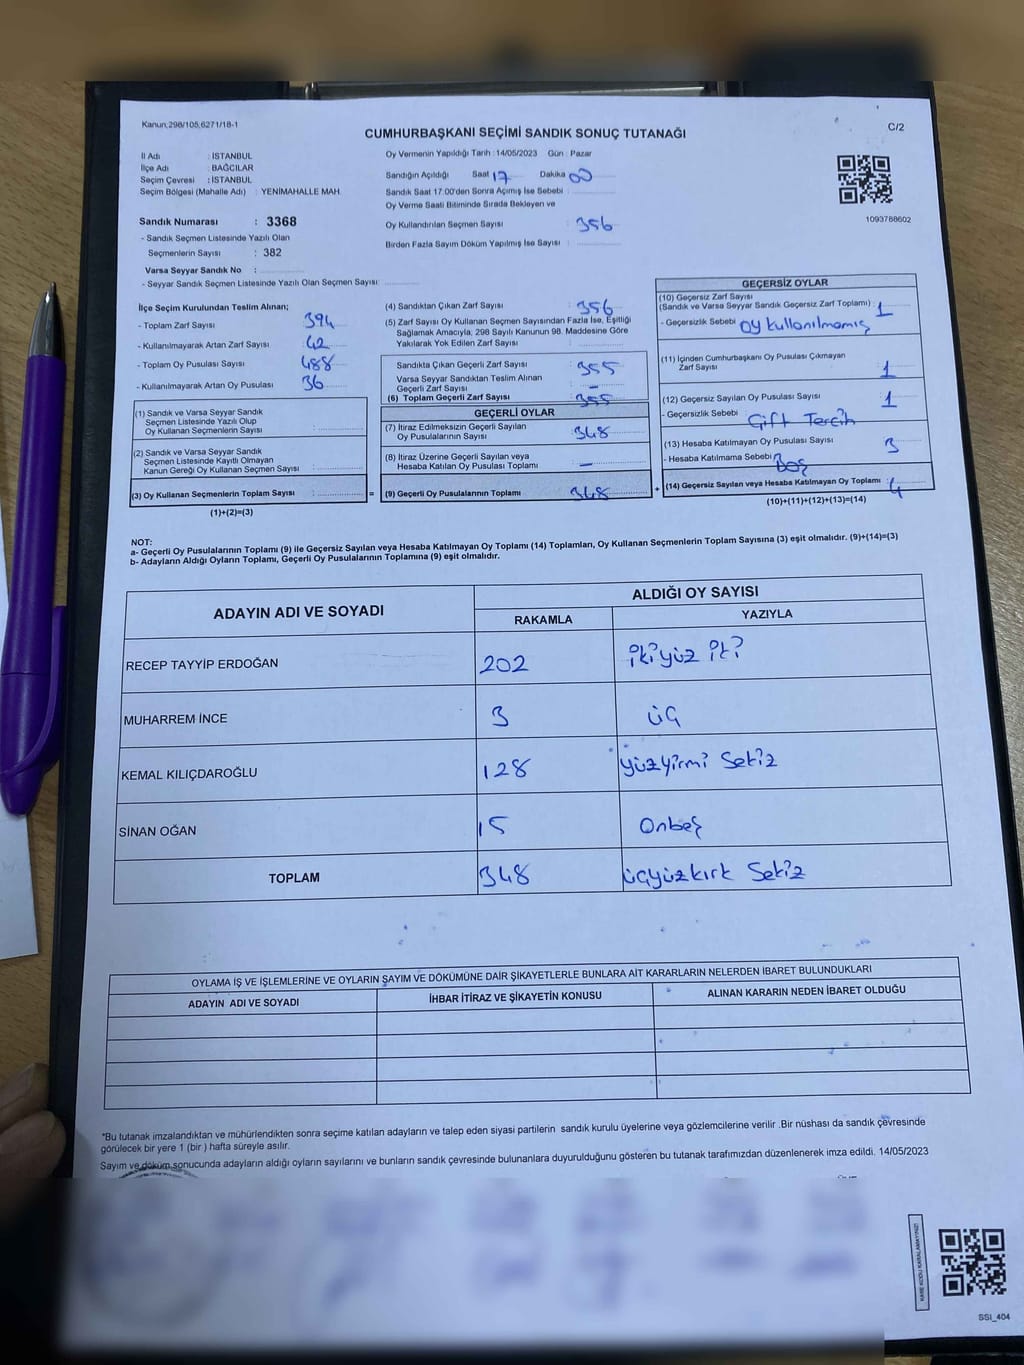 Kanun,298/105,6271/18-1
CUMHURBAŞKANI SEÇİMİ SANDIK SONUÇ TUTANAĞI
C/2
İl Adı : İSTANBUL
İlçe Adı : BAĞCILAR
Seçim Çevresi : İSTANBUL
Seçim Bölgesi (Mahalle Adı) : YENİMAHALLE MAH.
Sandık Numarası : 3368
- Sandık Seçmen Listesinde Yazılı Olan
Seçmenlerin Sayısı : 382
Varsa Seyyar Sandık No :
- Seyyar Sandık Seçmen Listesinde Yazılı Olan Seçmen Sayısı:
Oy Vermenin Yapıldığı Tarih :14/05/2023 Gün : Pazar
Sandığın Açıldığı Saat 17 Dakika 00
Sandık Saat 17:00'den Sonra Açımış İse Sebebi :
Oy Verme Saati Bitiminde Sırada Bekleyen ve
Oy Kullandırılan Seçmen Sayısı : 356
Birden Fazla Sayım Döküm Yapılmış İse Sayısı :
1093788602
İlçe Seçim Kurulundan Teslim Alınan;
- Toplam Zarf Sayısı 394
- Kullanılmayarak Artan Zarf Sayısı : 42
- Toplam Oy Pusulası Sayısı : 488
- Kullanılmayarak Artan Oy Pusulası : 36
(1) Sandık ve Varsa Seyyar Sandık
Seçmen Listesinde Yazılı Olup
Oy Kullanan Seçmenlerin Sayısı :
(2) Sandık ve Varsa Seyyar Sandık
Seçmen Listesinde Kayıtlı Olmayan
Kanun Gereği Oy Kullanan Seçmen Sayısı :
(3) Oy Kullanan Seçmenlerin Toplam Sayısı : =
(1)+(2)=(3)
(4) Sandıktan Çıkan Zarf Sayısı : 356
(5) Zarf Sayısı Oy Kullanan Seçmen Sayısından Fazla İse, Eşitliği
Sağlamak Amacıyla, 298 Sayılı Kanunun 98. Maddesine Göre
Yakılarak Yok Edilen Zarf Sayısı :
Sandıkta Çıkan Geçerli Zarf Sayısı : 355
Varsa Seyyar Sandıktan Teslim Alınan
Geçerli Zarf Sayısı : –
(6) Toplam Geçerli Zarf Sayısı : 355
GEÇERLİ OYLAR
(7) İtiraz Edilmeksizin Geçerli Sayılan
Oy Pusulalarının Sayısı : 348
(8) İtiraz Üzerine Geçerli Sayılan veya
Hesaba Katılan Oy Pusulası Toplamı : –
(9) Geçerli Oy Pusulalarının Toplamı : 348 +
GEÇERSİZ OYLAR
(10) Geçersiz Zarf Sayısı
(Sandık ve Varsa Seyyar Sandık Geçersiz Zarf Toplamı) : 1
- Geçersizlik Sebebi : oy kullanılmamış
(11) İçinden Cumhurbaşkanı Oy Pusulası Çıkmayan
Zarf Sayısı : 1
(12) Geçersiz Sayılan Oy Pusulası Sayısı : 1
- Geçersizlik Sebebi : Çift Tercih
(13) Hesaba Katılmayan Oy Pusulası Sayısı : 3
- Hesaba Katılmama Sebebi : Boş
(14) Geçersiz Sayılan veya Hesaba Katılmayan Oy Toplamı : 4
(10)+(11)+(12)+(13)=(14)
NOT:
a- Geçerli Oy Pusulalarının Toplamı (9) ile Geçersiz Sayılan veya Hesaba Katılmayan Oy Toplamı (14) Toplamları, Oy Kullanan Seçmenlerin Toplam Sayısına (3) eşit olmalıdır. (9)+(14)=(3)
b- Adayların Aldığı Oyların Toplamı, Geçerli Oy Pusulalarının Toplamına (9) eşit olmalıdır.
ADAYIN ADI VE SOYADI
ALDIĞI OY SAYISI
RAKAMLA YAZIYLA
RECEP TAYYİP ERDOĞAN 202 ikiyüz iki
MUHARREM İNCE 3 üç
KEMAL KILIÇDAROĞLU 128 yüzyirmi Sekiz
SİNAN OĞAN 15 Onbeş
TOPLAM 348 üçyüzkırk Sekiz
OYLAMA İŞ VE İŞLEMLERİNE VE OYLARIN SAYIM VE DÖKÜMÜNE DAİR ŞİKAYETLERLE BUNLARA AİT KARARLARIN NELERDEN İBARET BULUNDUKLARI
ADAYIN ADI VE SOYADI İHBAR İTİRAZ VE ŞİKAYETİN KONUSU ALINAN KARARIN NEDEN İBARET OLDUĞU
*Bu tutanak imzalandıktan ve mühürlendikten sonra seçime katılan adayların ve talep eden siyasi partilerin sandık kurulu üyelerine veya gözlemcilerine verilir .Bir nüshası da sandık çevresinde
görülecek bir yere 1 (bir ) hafta süreyle asılır.
Sayım ve döküm sonucunda adayların aldığı oyların sayılarını ve bunların sandık çevresinde bulunanlara duyurulduğunu gösteren bu tutanak tarafımızdan düzenlenerek imza edildi. 14/05/2023
KARE KODU KARALAMAYINIZ!
SSI_404